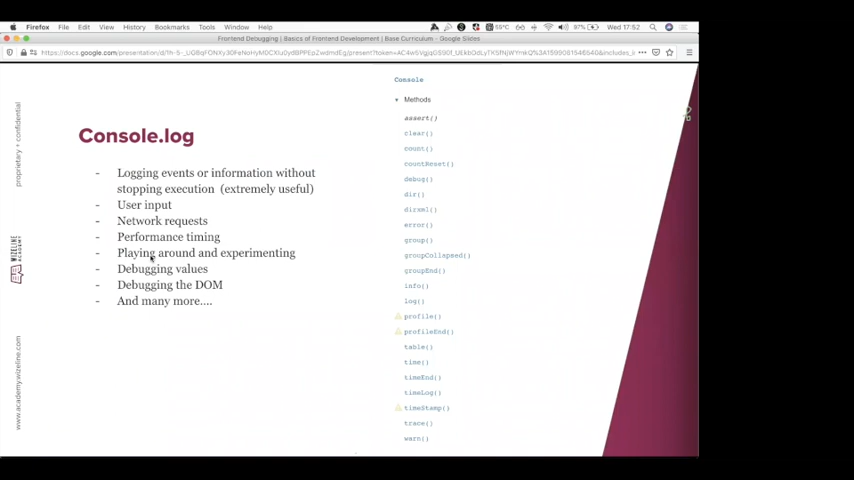 Firefox File Edit View History Bookmarks Tools Window Help
55°C
97%
Wed 17:52
Frontend Debugging | Basics of Frontend Development | Base Curriculum - Google Slides
Console.log
- Logging events or information without
stopping execution (extremely useful)
- User input
- Network requests
- Performance timing
- Playing around and experimenting
- Debugging values
- Debugging the DOM
- And many more....
Console
Methods
assert()
clear()
count()
countReset()
debug()
dir()
dirxml()
error()
group()
groupCollapsed()
groupEnd()
info()
log()
profile()
profileEnd()
table()
time()
timeEnd()
timeLog()
timeStamp()
trace()
warn()
proprietary + confidential
WIZELINE
ACADEMY
www.academy.wizeline.com